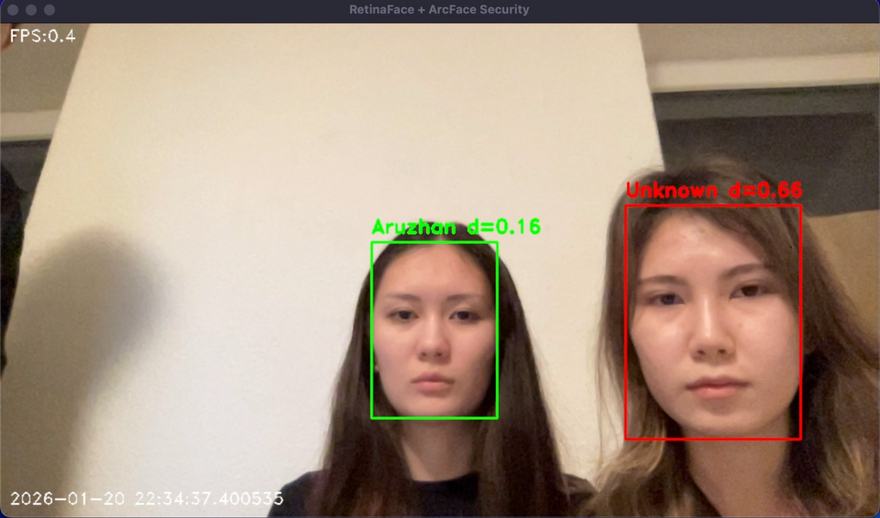 RetinaFace + ArcFace Security
FPS:0.4
Unknown d=0.66
Aruzhan d=0.16
2026-01-20 22:34:37.400535